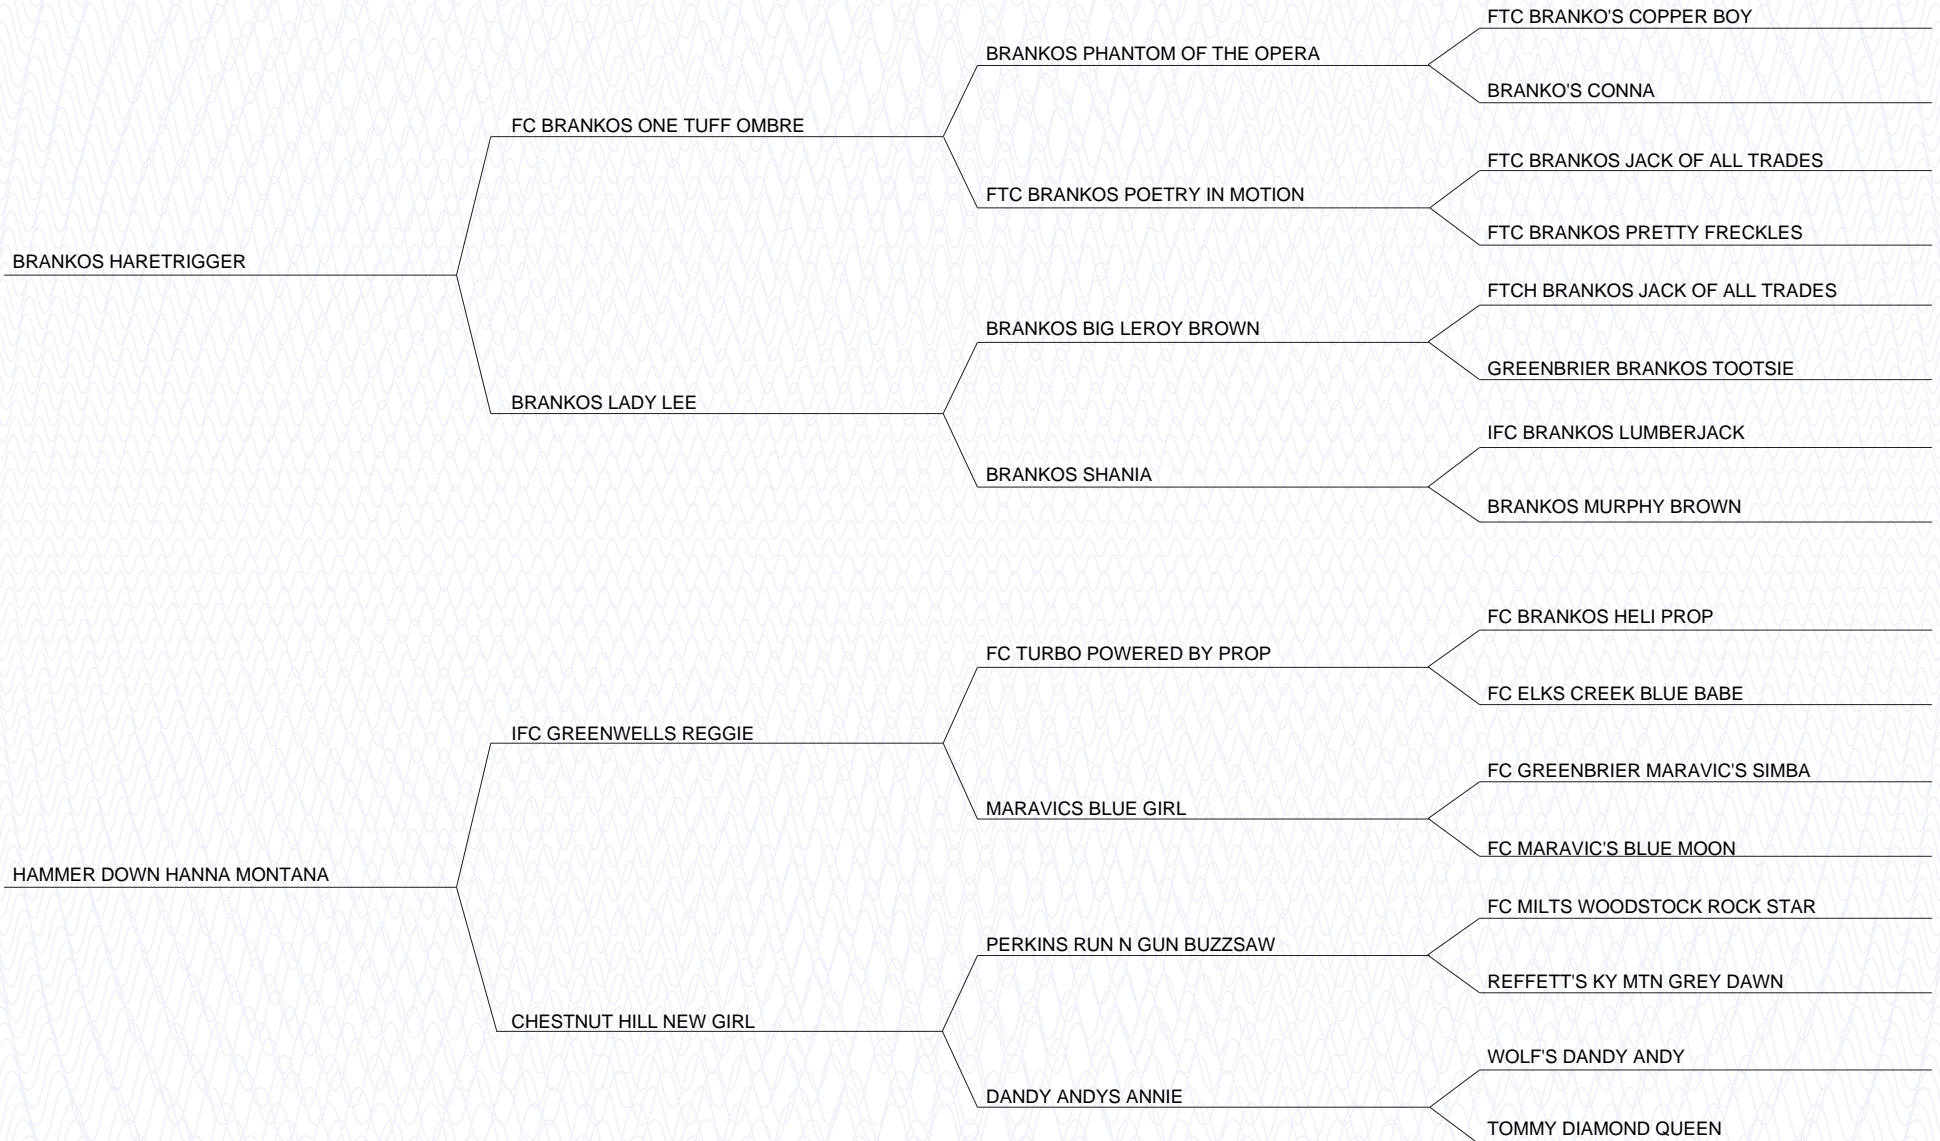 FTC BRANKO'S COPPER BOY
BRANKOS PHANTOM OF THE OPERA
BRANKO'S CONNA
FC BRANKOS ONE TUFF OMBRE
FTC BRANKOS JACK OF ALL TRADES
FTC BRANKOS POETRY IN MOTION
FTC BRANKOS PRETTY FRECKLES
BRANKOS HARETRIGGER
FTCH BRANKOS JACK OF ALL TRADES
BRANKOS BIG LEROY BROWN
GREENBRIER BRANKOS TOOTSIE
BRANKOS LADY LEE
IFC BRANKOS LUMBERJACK
BRANKOS SHANIA
BRANKOS MURPHY BROWN
FC BRANKOS HELI PROP
FC TURBO POWERED BY PROP
FC ELKS CREEK BLUE BABE
IFC GREENWELLS REGGIE
FC GREENBRIER MARAVIC'S SIMBA
MARAVICS BLUE GIRL
FC MARAVIC'S BLUE MOON
HAMMER DOWN HANNA MONTANA
FC MILTS WOODSTOCK ROCK STAR
PERKINS RUN N GUN BUZZSAW
REFFETT'S KY MTN GREY DAWN
CHESTNUT HILL NEW GIRL
WOLF'S DANDY ANDY
DANDY ANDYS ANNIE
TOMMY DIAMOND QUEEN